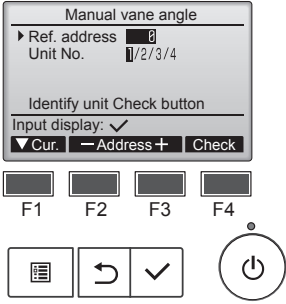 Manual vane angle
Ref. address 0
Unit No. 1/2/3/4
Identify unit Check button
Input display: ✓
▼Cur. −Address+ Check
F1 F2 F3 F4